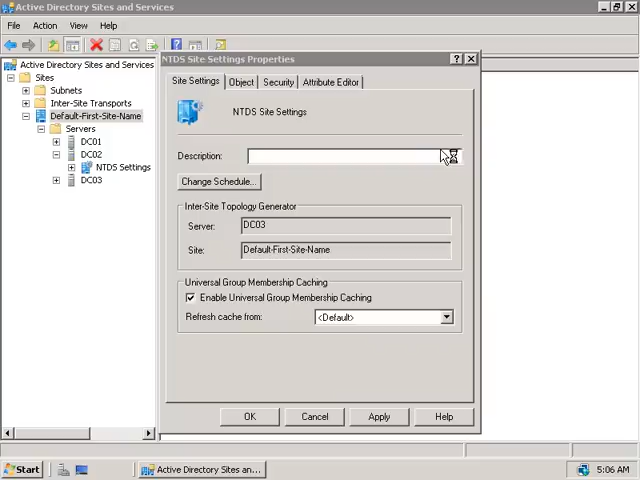 Active Directory Sites and Services
File Action View Help
Active Directory Sites and Services
Sites
Subnets
Inter-Site Transports
Default-First-Site-Name
Servers
DC01
DC02
NTDS Settings
DC03
NTDS Site Settings Properties
Site Settings Object Security Attribute Editor
NTDS Site Settings
Description:
Change Schedule...
Inter-Site Topology Generator
Server: DC03
Site: Default-First-Site-Name
Universal Group Membership Caching
Enable Universal Group Membership Caching
Refresh cache from: <Default>
OK Cancel Apply Help
Start Active Directory Sites an... 5:06 AM